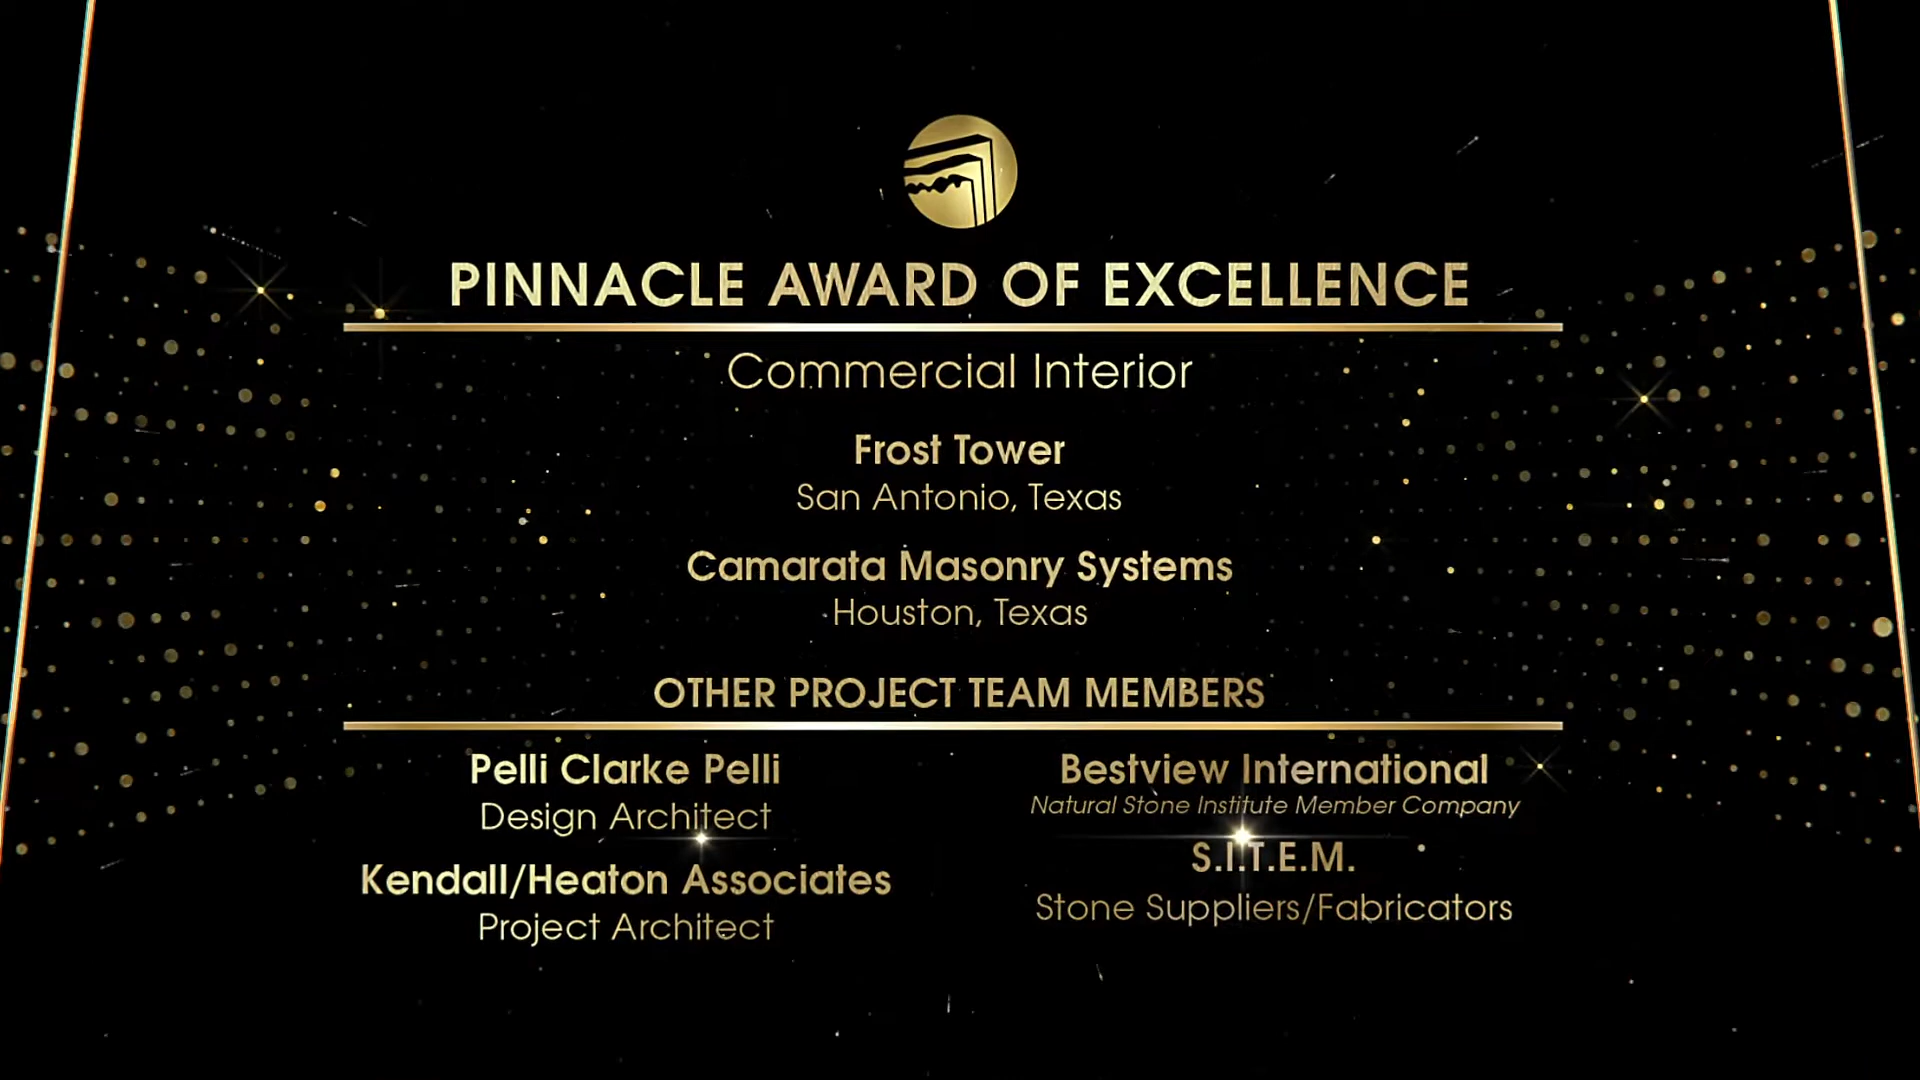 PINNACLE AWARD OF EXCELLENCE
Commercial Interior
Frost Tower
San Antonio, Texas
Camarata Masonry Systems
Houston, Texas
OTHER PROJECT TEAM MEMBERS
Pelli Clarke Pelli
Design Architect
Kendall/Heaton Associates
Project Architect
Bestview International
Natural Stone Institute Member Company
S.I.T.E.M.
Stone Suppliers/Fabricators